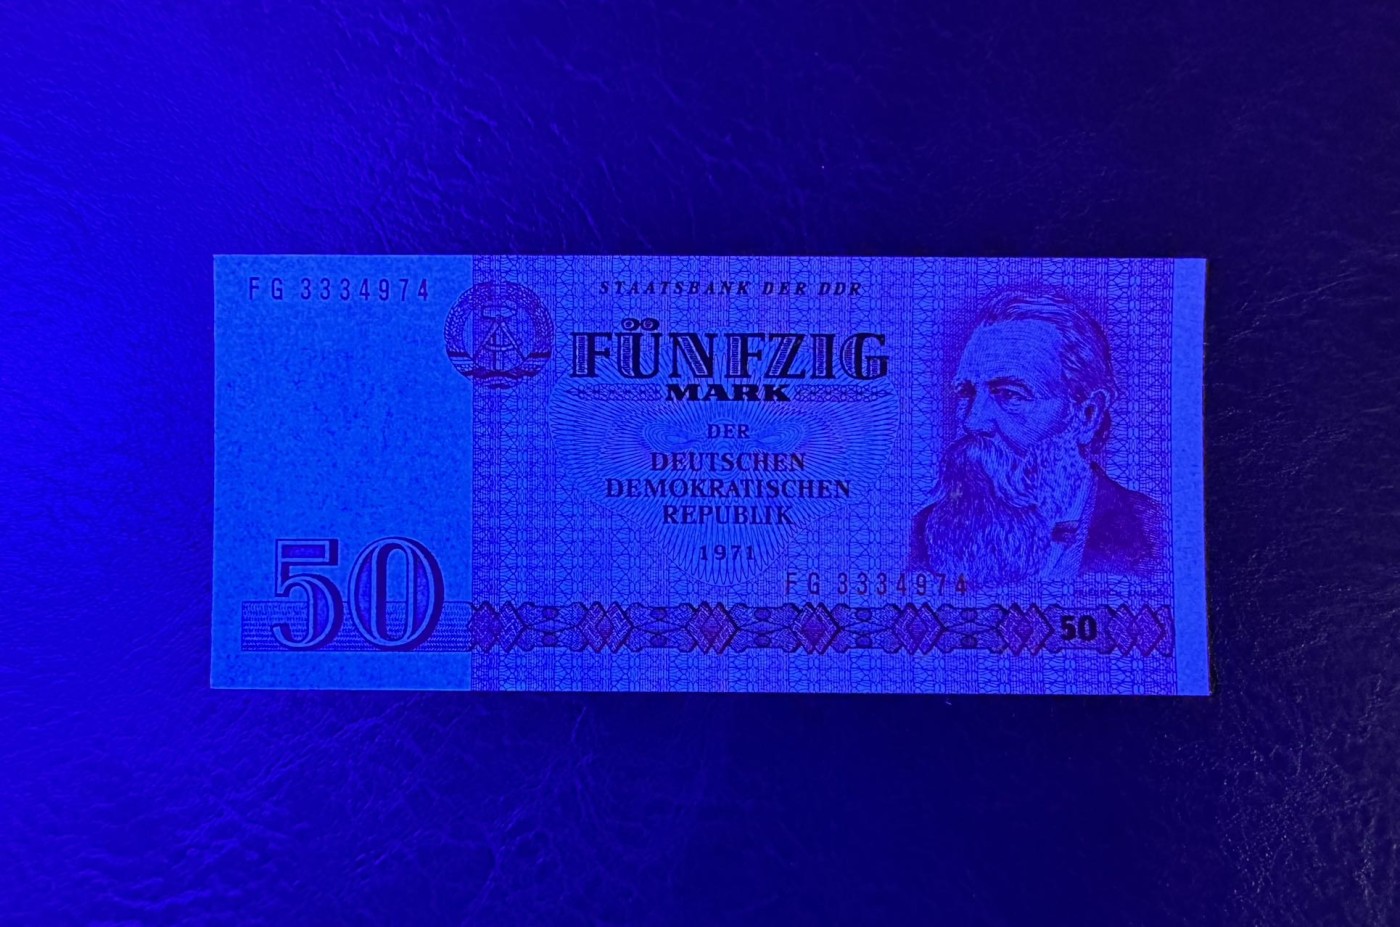 FG 3334974
STAATSBANK DER DDR
FÜNFZIG
MARK
DER
DEUTSCHEN
DEMOKRATISCHEN
REPUBLIK
1971
FG 3334974
50
50